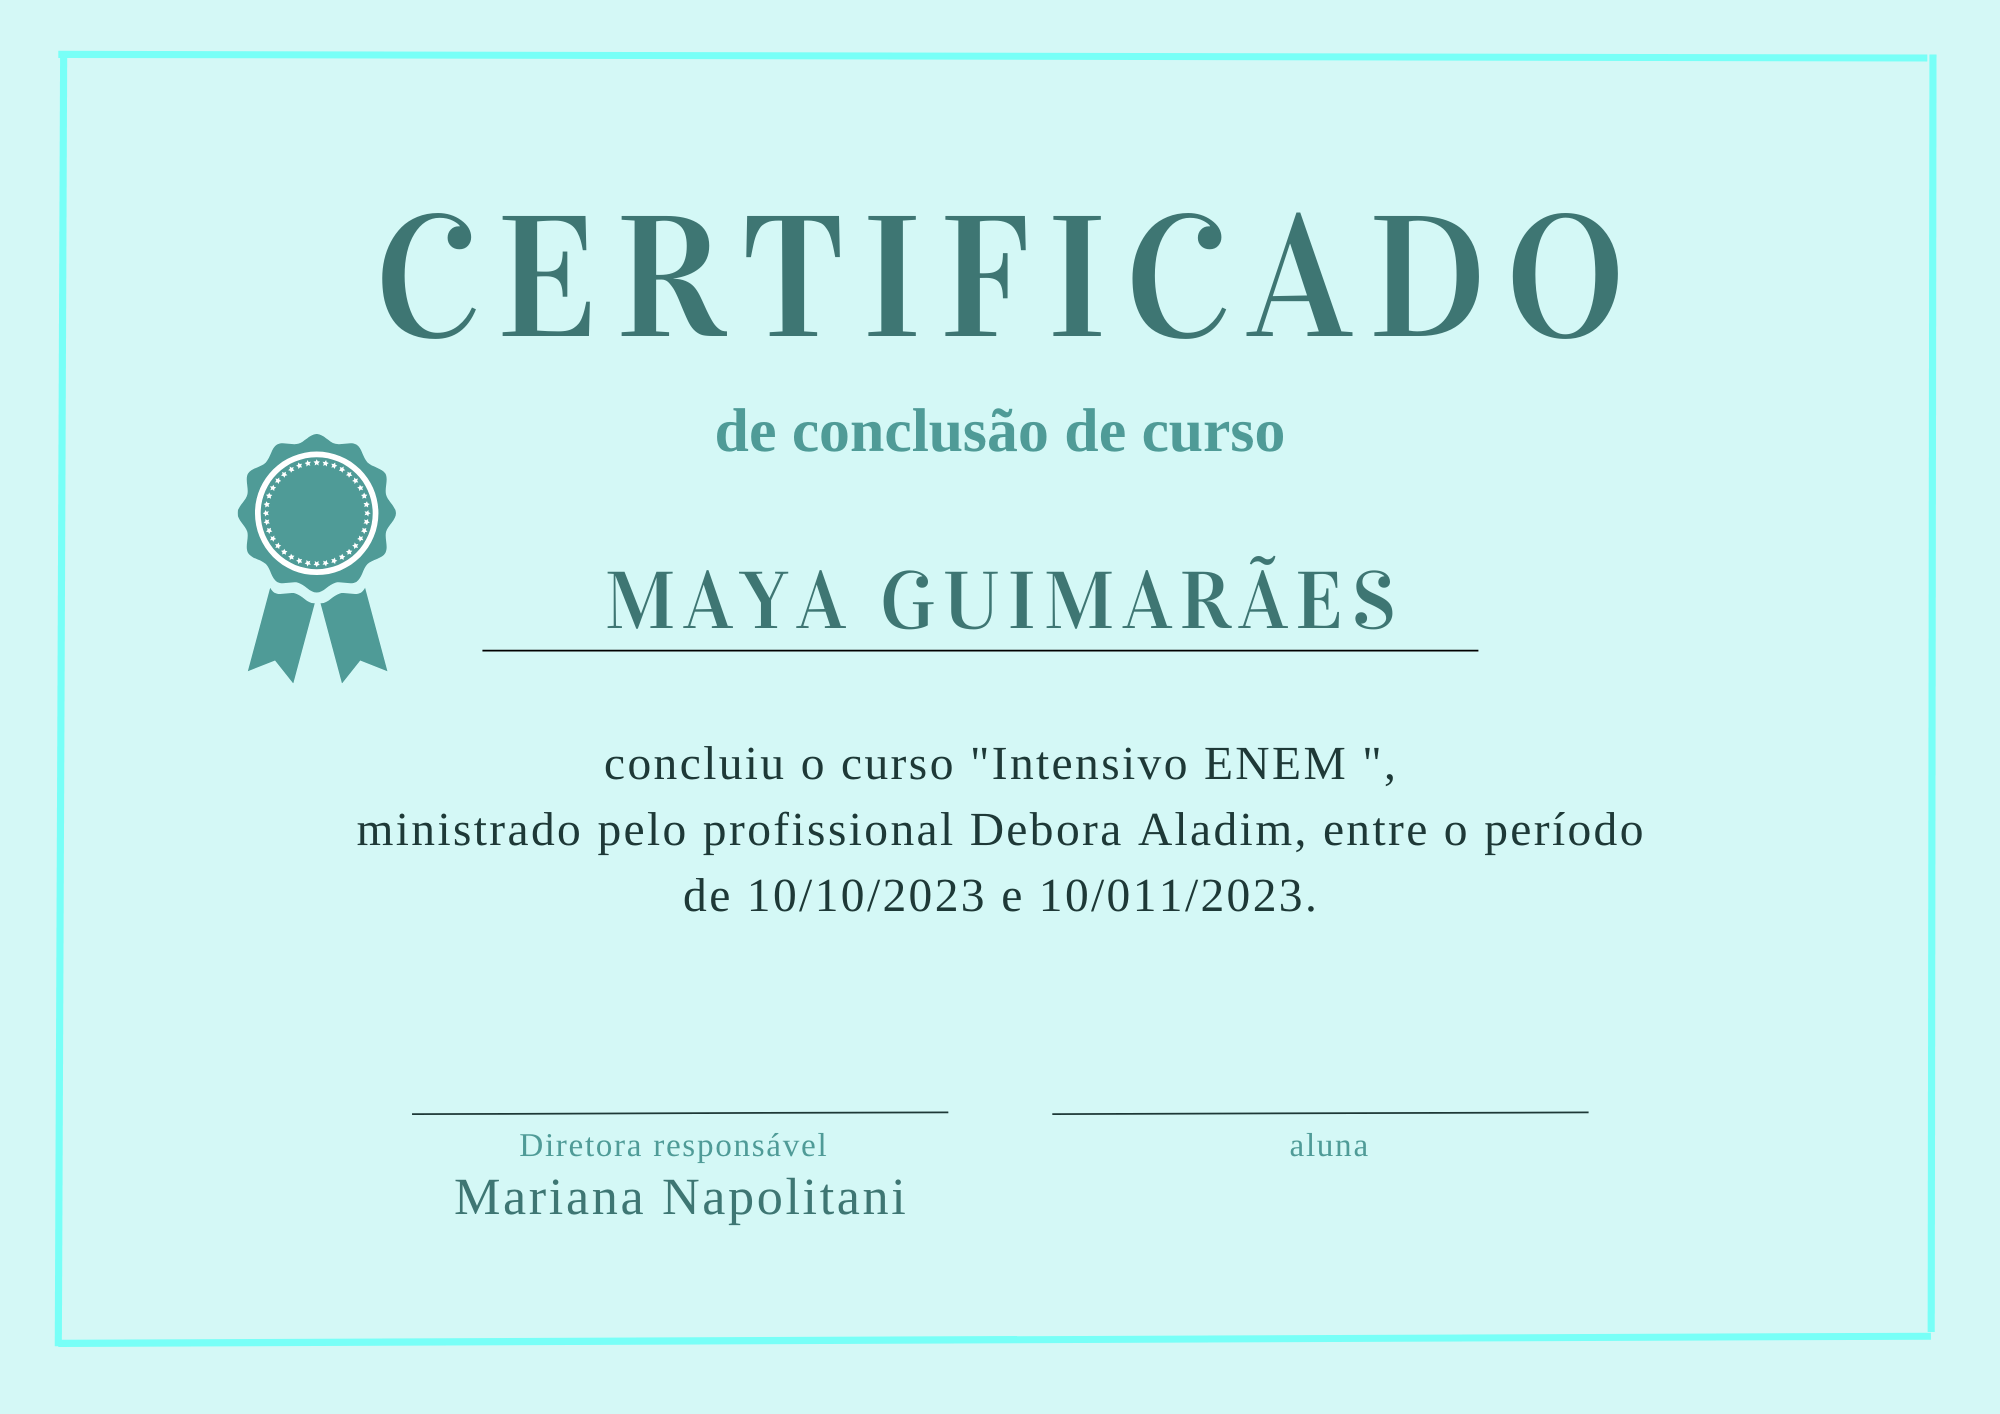 CERTIFICADO
de conclusão de curso
MAYA GUIMARÃES
concluiu o curso "Intensivo ENEM ",
ministrado pelo profissional Debora Aladim, entre o período
de 10/10/2023 e 10/011/2023.
Diretora responsável
Mariana Napolitani
aluna